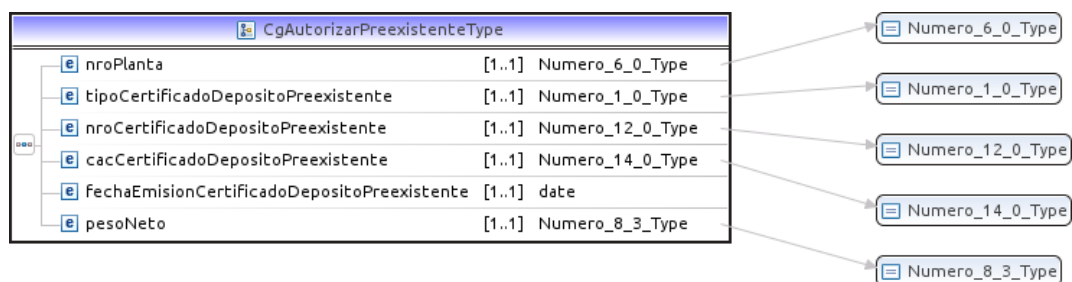 CgAutorizarPreexistenteType
nroPlanta [1..1] Numero_6_0_Type
tipoCertificadoDepositoPreexistente [1..1] Numero_1_0_Type
nroCertificadoDepositoPreexistente [1..1] Numero_12_0_Type
cacCertificadoDepositoPreexistente [1..1] Numero_14_0_Type
fechaEmisionCertificadoDepositoPreexistente [1..1] date
pesoNeto [1..1] Numero_8_3_Type
Numero_6_0_Type
Numero_1_0_Type
Numero_12_0_Type
Numero_14_0_Type
Numero_8_3_Type